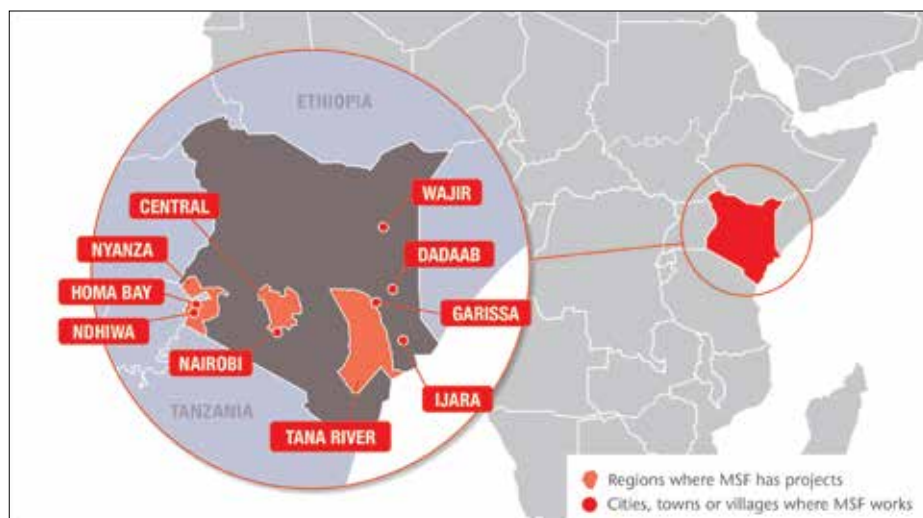 ETHIOPIA
WAJIR
CENTRAL
NYANZA
DADAAB
HOMA BAY
GARISSA
NDHIWA
NAIROBI
IJARA
TANZANIA
TANA RIVER
Regions where MSF has projects
Cities, towns or villages where MSF works